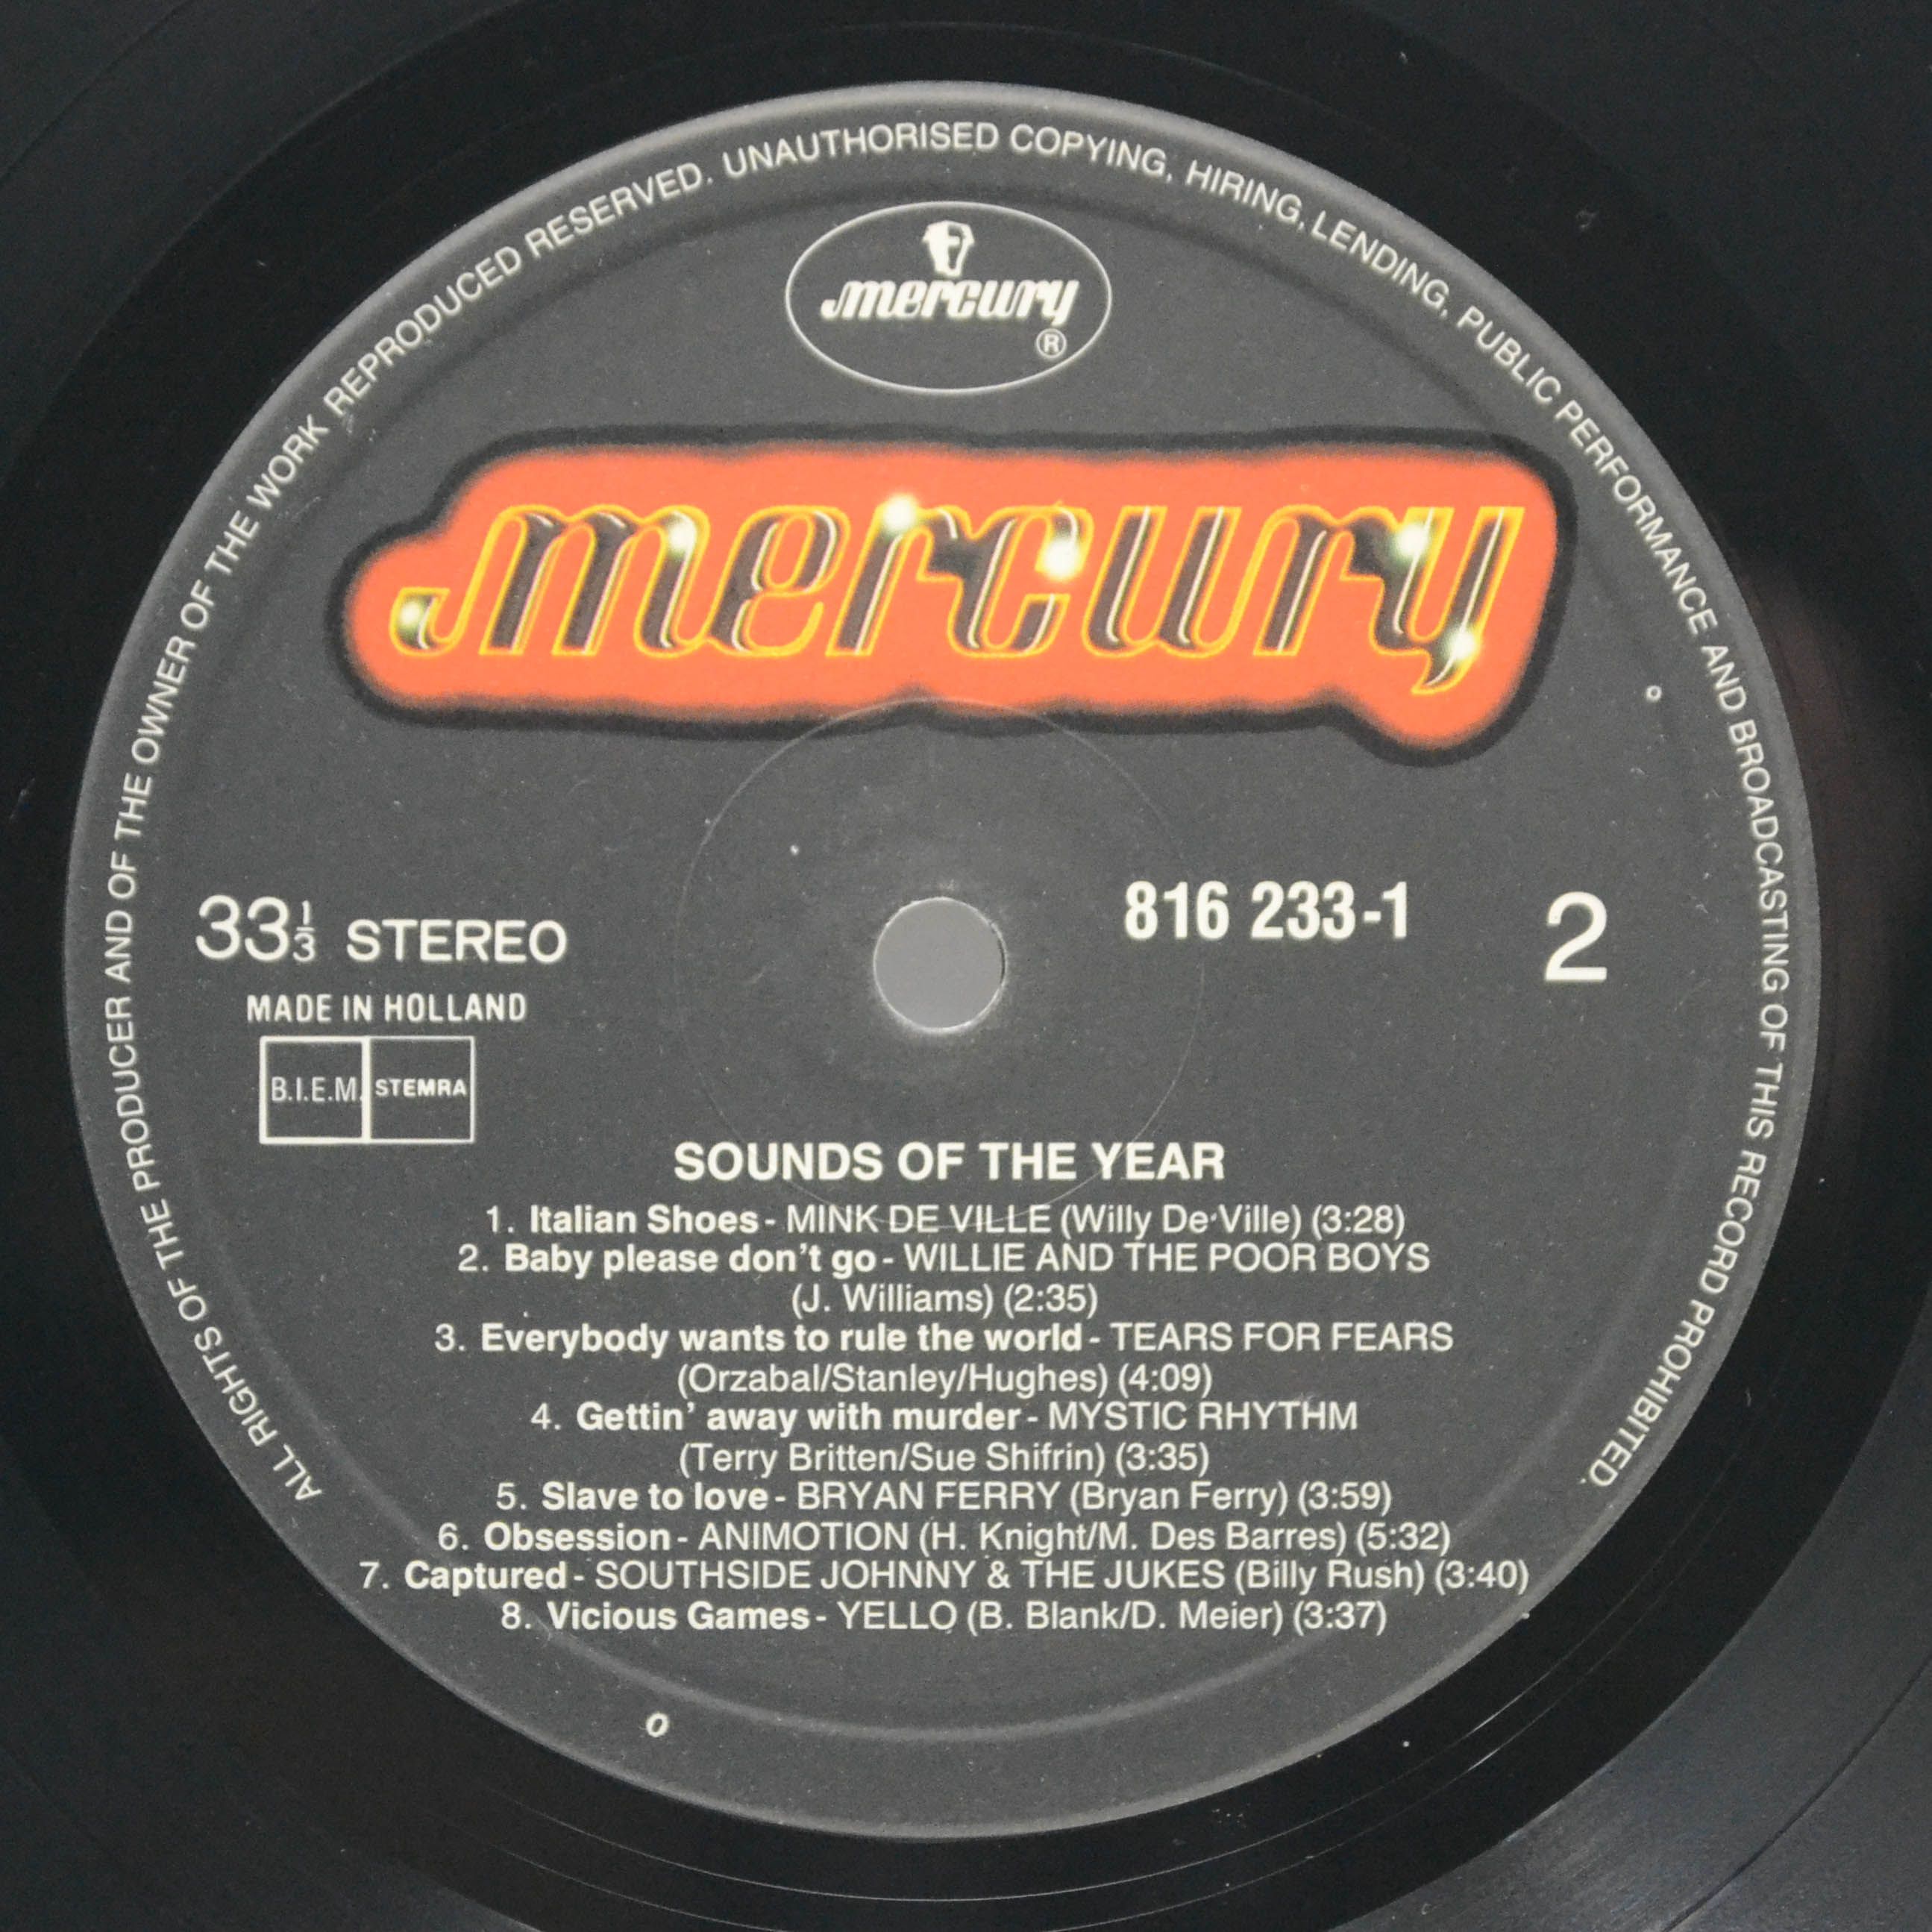 ALL RIGHTS OF THE PRODUCER AND OF THE OWNER OF THE WORK REPRODUCED RESERVED. UNAUTHORISED COPYING, HIRING, LENDING, PUBLIC PERFORMANCE AND BROADCASTING OF THIS RECORD PROHIBITED.
mercury
®
mercury
33⅓ STEREO
816 233-1
2
MADE IN HOLLAND
B.I.E.M. STEMRA
SOUNDS OF THE YEAR
1. Italian Shoes - MINK DE VILLE (Willy De Ville) (3:28)
2. Baby please don't go - WILLIE AND THE POOR BOYS
(J. Williams) (2:35)
3. Everybody wants to rule the world - TEARS FOR FEARS
(Orzabal/Stanley/Hughes) (4:09)
4. Gettin' away with murder - MYSTIC RHYTHM
(Terry Britten/Sue Shifrin) (3:35)
5. Slave to love - BRYAN FERRY (Bryan Ferry) (3:59)
6. Obsession - ANIMOTION (H. Knight/M. Des Barres) (5:32)
7. Captured - SOUTHSIDE JOHNNY & THE JUKES (Billy Rush) (3:40)
8. Vicious Games - YELLO (B. Blank/D. Meier) (3:37)